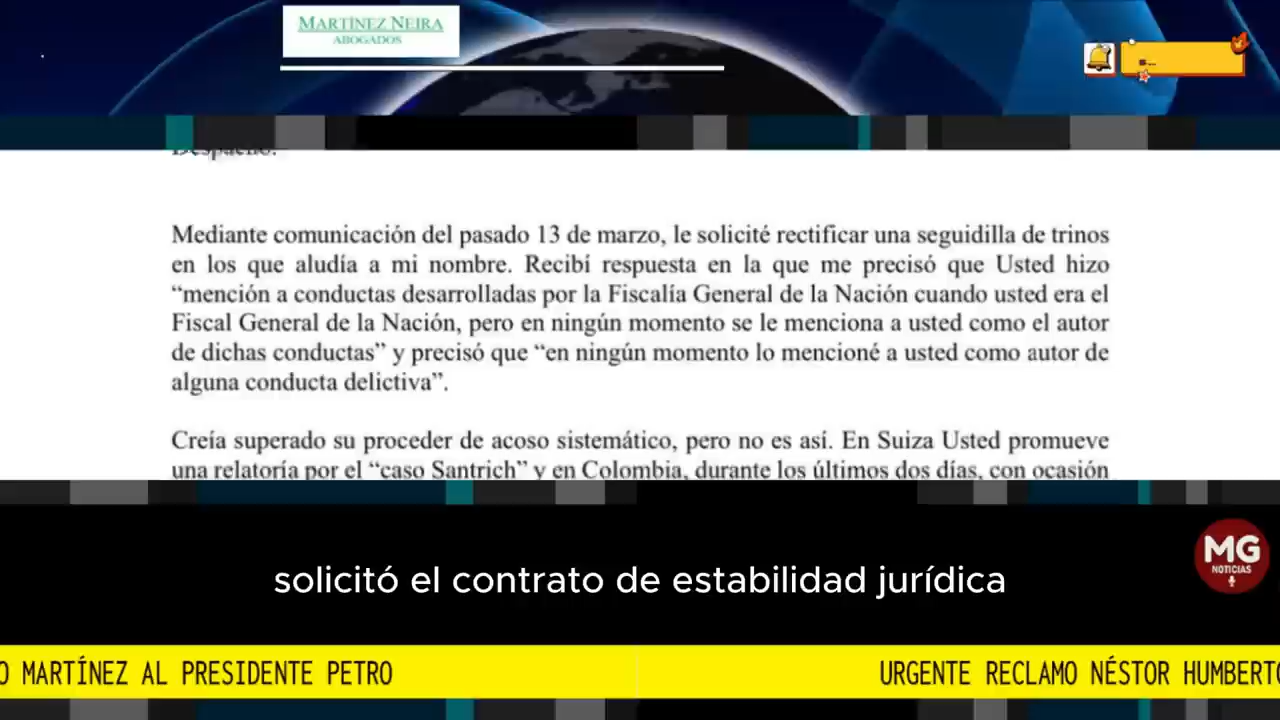 MARTÍNEZ NEIRA
ABOGADOS
Despacho.
Mediante comunicación del pasado 13 de marzo, le solicité rectificar una seguidilla de trinos
en los que aludía a mi nombre. Recibí respuesta en la que me precisó que Usted hizo
“mención a conductas desarrolladas por la Fiscalía General de la Nación cuando usted era el
Fiscal General de la Nación, pero en ningún momento se le menciona a usted como el autor
de dichas conductas” y precisó que “en ningún momento lo mencioné a usted como autor de
alguna conducta delictiva”.
Creía superado su proceder de acoso sistemático, pero no es así. En Suiza Usted promueve
una relatoría por el “caso Santrich” y en Colombia, durante los últimos dos días, con ocasión
solicitó el contrato de estabilidad jurídica
MG
NOTICIAS
O MARTÍNEZ AL PRESIDENTE PETRO
URGENTE RECLAMO NÉSTOR HUMBERTO